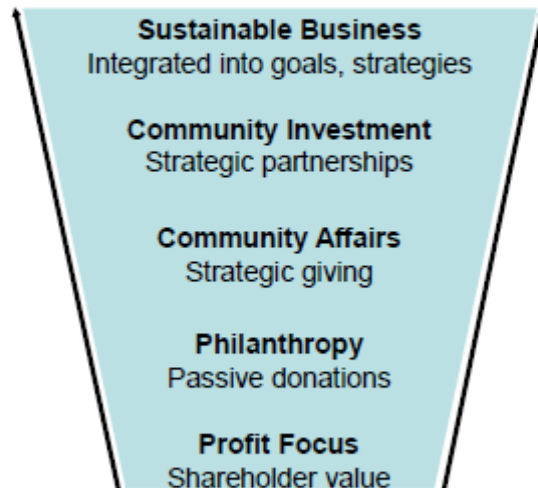 Sustainable Business
Integrated into goals, strategies
Community Investment
Strategic partnerships
Community Affairs
Strategic giving
Philanthropy
Passive donations
Profit Focus
Shareholder value